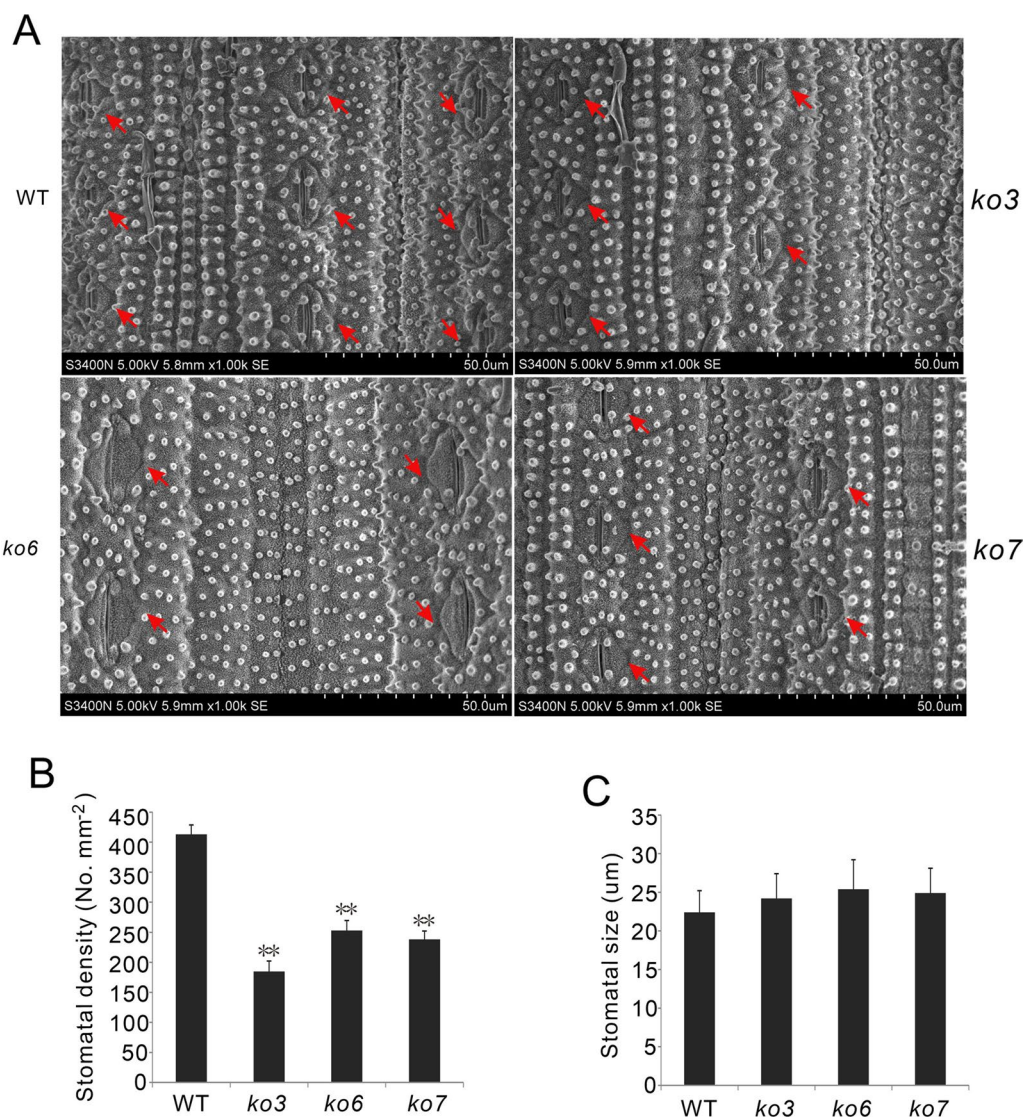 A
WT
ko3
S3400N 5.00kV 5.8mm x1.00k SE 50.0um
S3400N 5.00kV 5.9mm x1.00k SE 50.0um
ko6
ko7
S3400N 5.00kV 5.9mm x1.00k SE 50.0um
S3400N 5.00kV 5.9mm x1.00k SE 50.0um
B
Stomatal density (No. mm-2)
450
400
350
300
250
200
150
100
50
0
**
**
**
WT ko3 ko6 ko7
C
Stomatal size (um)
35
30
25
20
15
10
5
0
WT ko3 ko6 ko7